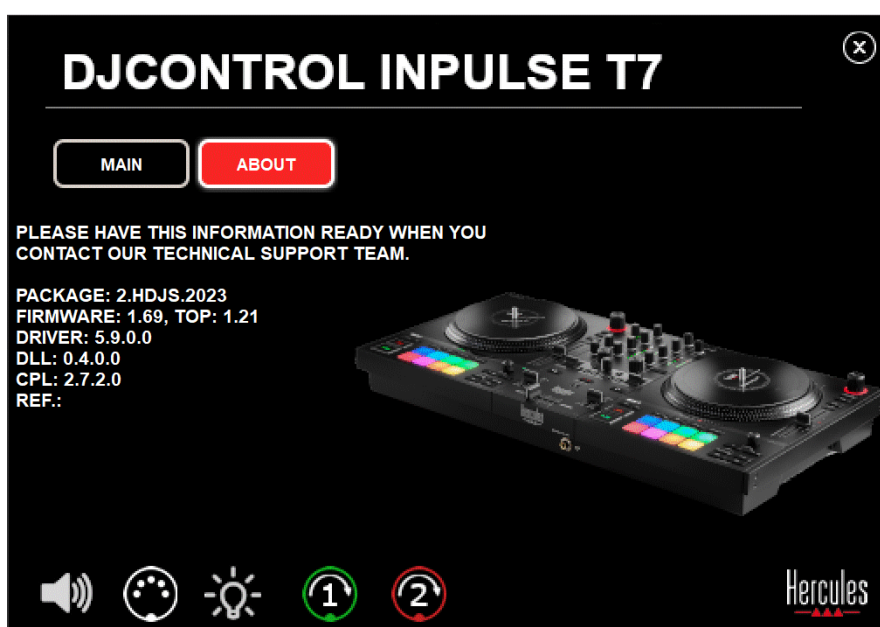 DJCONTROL INPULSE T7
MAIN
ABOUT
PLEASE HAVE THIS INFORMATION READY WHEN YOU
CONTACT OUR TECHNICAL SUPPORT TEAM.
PACKAGE: 2.HDJS.2023
FIRMWARE: 1.69, TOP: 1.21
DRIVER: 5.9.0.0
DLL: 0.4.0.0
CPL: 2.7.2.0
REF.:
1
2
Hercules